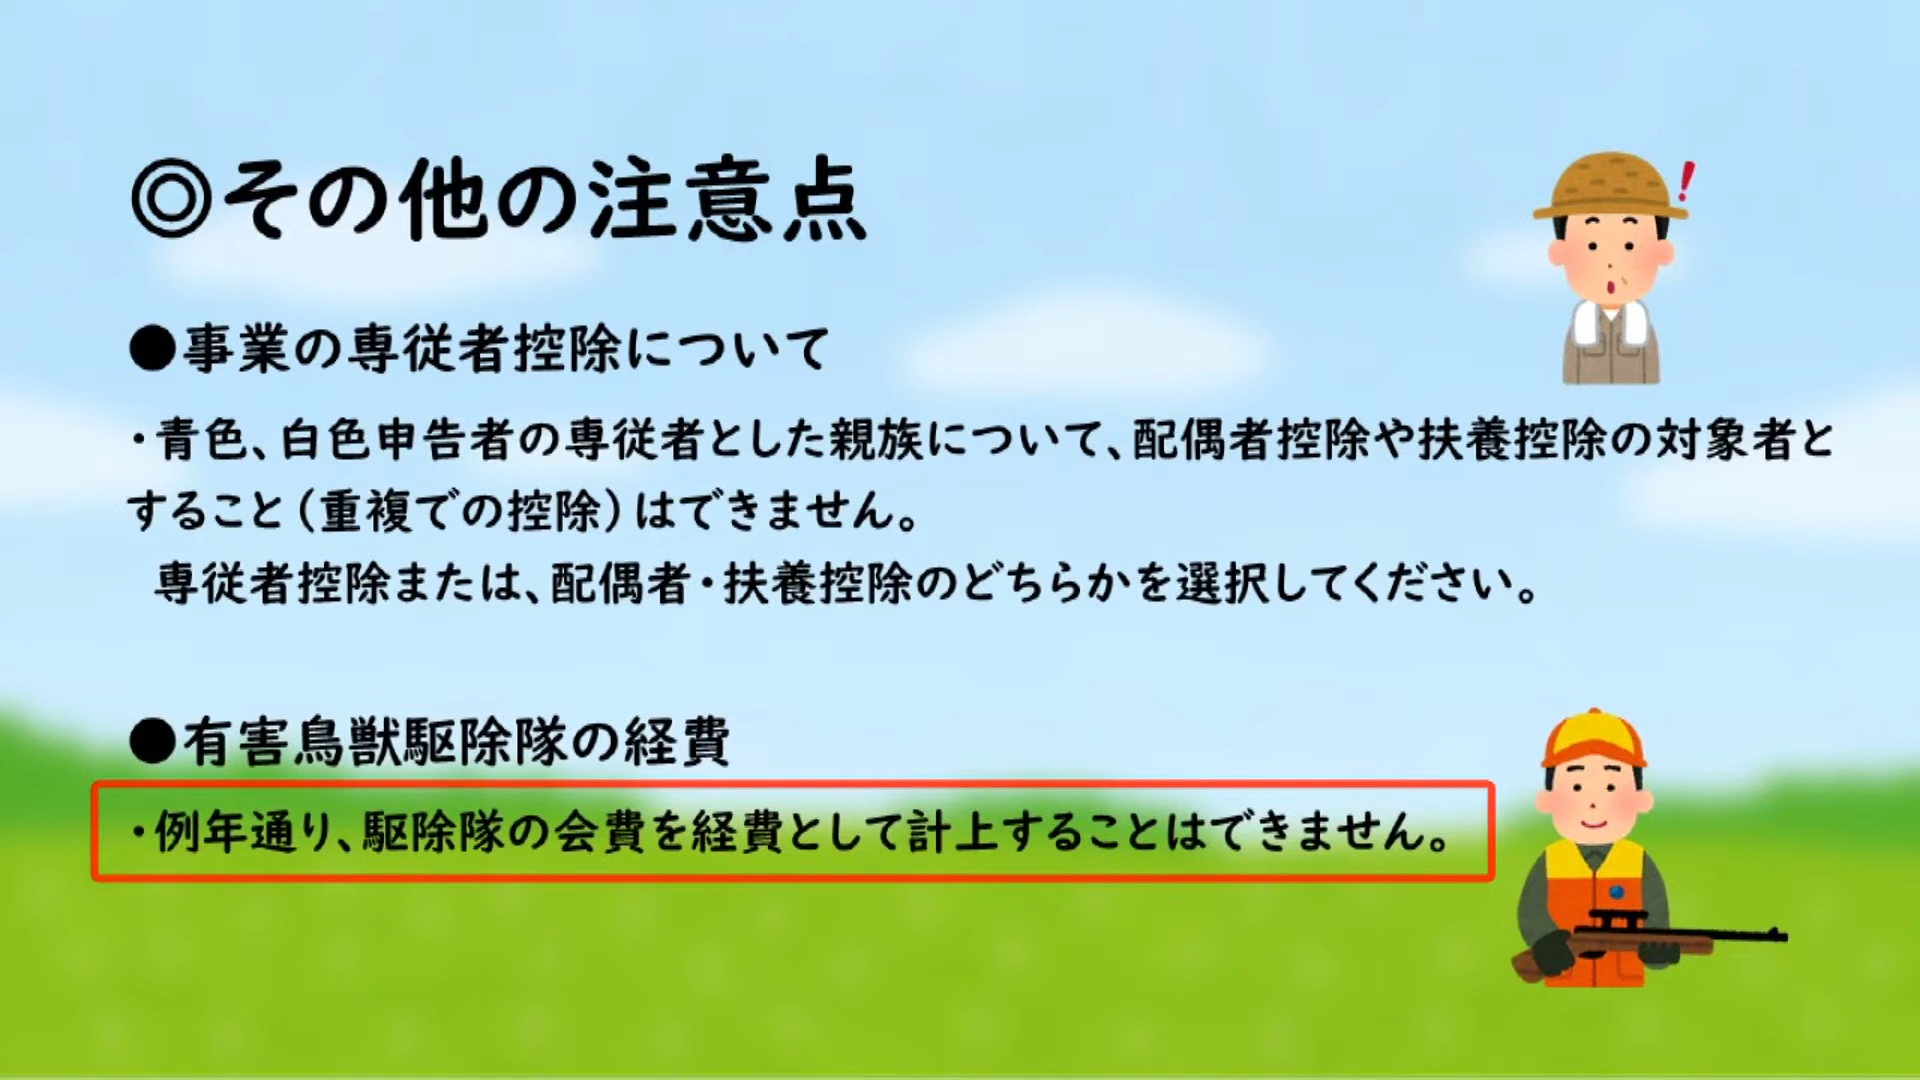 ◎その他の注意点
●事業の専従者控除について
・青色、白色申告者の専従者とした親族について、配偶者控除や扶養控除の対象者と
すること（重複での控除）はできません。
専従者控除または、配偶者・扶養控除のどちらかを選択してください。
●有害鳥獣駆除隊の経費
・例年通り、駆除隊の会費を経費として計上することはできません。